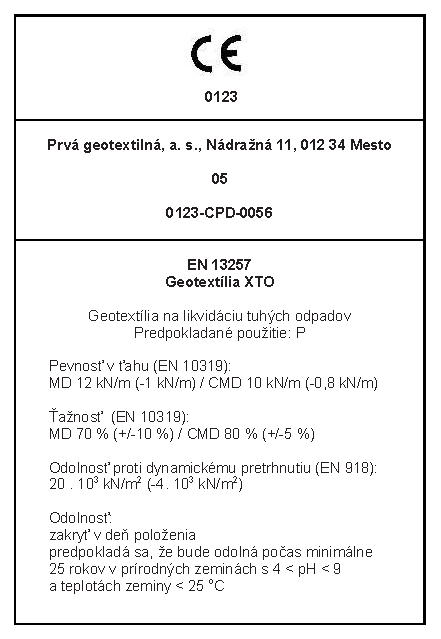 CE
0123
Prvá geotextilná, a. s., Nádražná 11, 012 34 Mesto
05
0123-CPD-0056
EN 13257
Geotextília XTO
Geotextília na likvidáciu tuhých odpadov
Predpokladané použitie: P
Pevnosť v ťahu (EN 10319):
MD 12 kN/m (-1 kN/m) / CMD 10 kN/m (-0,8 kN/m)
Ťažnosť (EN 10319):
MD 70 % (+/-10 %) / CMD 80 % (+/-5 %)
Odolnosť proti dynamickému pretrhnutiu (EN 918):
20 . 10³ kN/m² (-4 . 10³ kN/m²)
Odolnosť:
zakryť v deň položenia
predpokladá sa, že bude odolná počas minimálne
25 rokov v prírodných zeminách s 4 < pH < 9
a teplotách zeminy < 25 °C